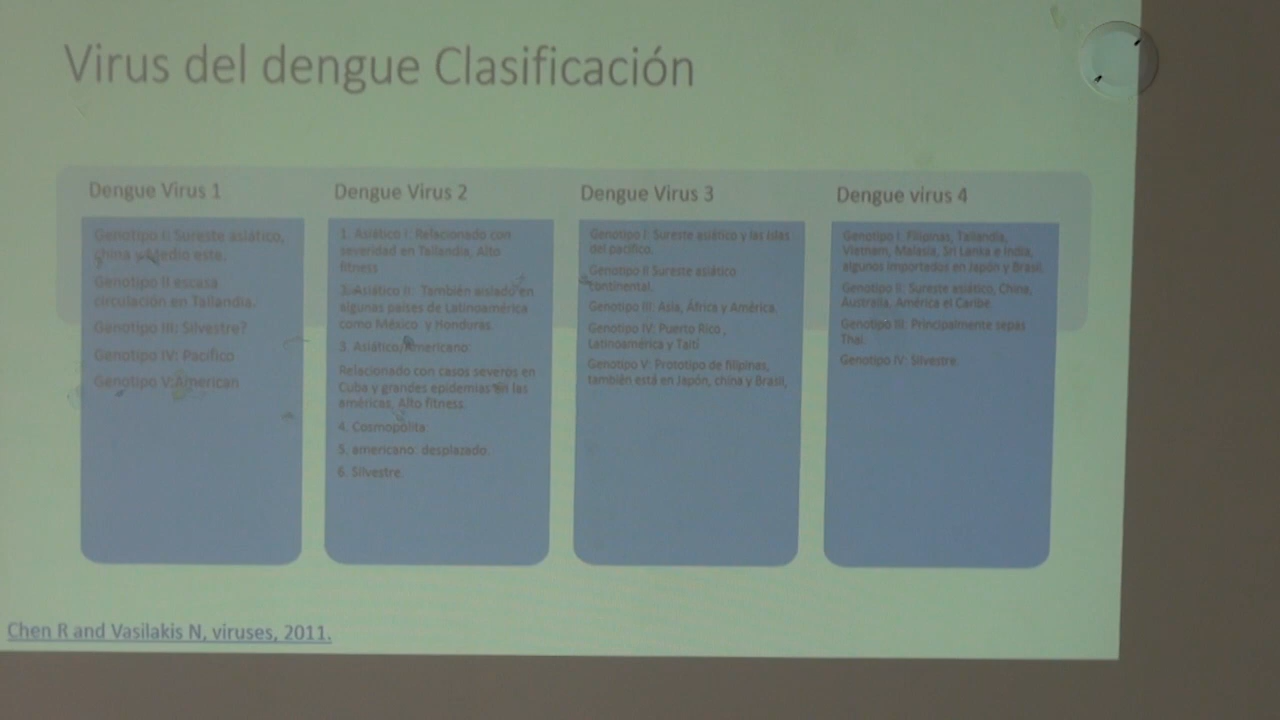 Virus del dengue Clasificación
Dengue Virus 1
Genotipo I: Sureste asiático,
china y Medio este.
Genotipo II escasa
circulación en Tailandia.
Genotipo III: Silvestre?
Genotipo IV: Pacífico
Genotipo V:American
Dengue Virus 2
1. Asiático I: Relacionado con
severidad en Tailandia, Alto
fitness
Asiático II: También aislado en
algunas países de Latinoamérica
como México y Honduras.
3. Asiático/Americano:
Relacionado con casos severos en
Cuba y grandes epidemias en las
américas, Alto fitness.
4. Cosmopolita:
5. americano: desplazado.
6. Silvestre.
Dengue Virus 3
Genotipo I: Sureste asiático y las islas
del pacífico.
Genotipo II Sureste asiático
continental.
Genotipo III: Asia, África y América.
Genotipo IV: Puerto Rico ,
Latinoamérica y Taití
Genotipo V: Prototipo de filipinas,
también está en Japón, china y Brasil,
Dengue virus 4
Genotipo I: Filipinas, Tailandia,
Vietnam, Malasia, Sri Lanka e India,
algunos importados en Japón y Brasil.
Genotipo II: Sureste asiático, China,
Australia, América el Caribe.
Genotipo III: Principalmente sepas
Thai.
Genotipo IV: Silvestre.
Chen R and Vasilakis N, viruses, 2011.